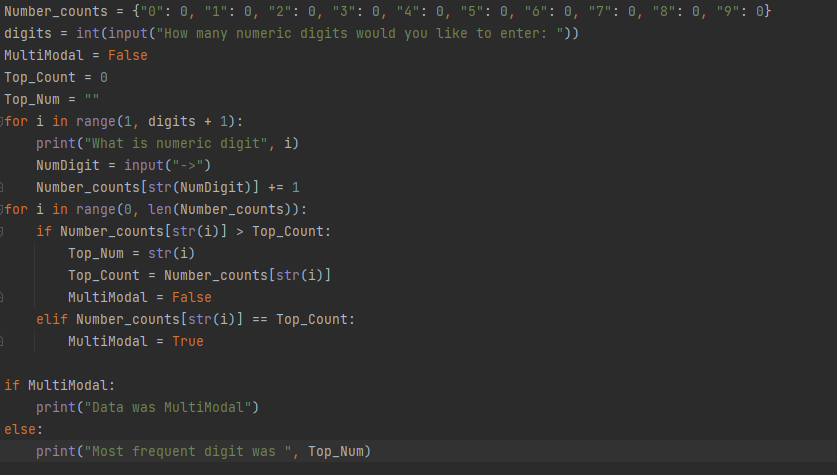 Number_counts = {"0": 0, "1": 0, "2": 0, "3": 0, "4": 0, "5": 0, "6": 0, "7": 0, "8": 0, "9": 0}
digits = int(input("How many numeric digits would you like to enter: "))
MultiModal = False
Top_Count = 0
Top_Num = ""
for i in range(1, digits + 1):
    print("What is numeric digit", i)
    NumDigit = input("->")
    Number_counts[str(NumDigit)] += 1
for i in range(0, len(Number_counts)):
    if Number_counts[str(i)] > Top_Count:
        Top_Num = str(i)
        Top_Count = Number_counts[str(i)]
        MultiModal = False
    elif Number_counts[str(i)] == Top_Count:
        MultiModal = True

if MultiModal:
    print("Data was MultiModal")
else:
    print("Most frequent digit was ", Top_Num)